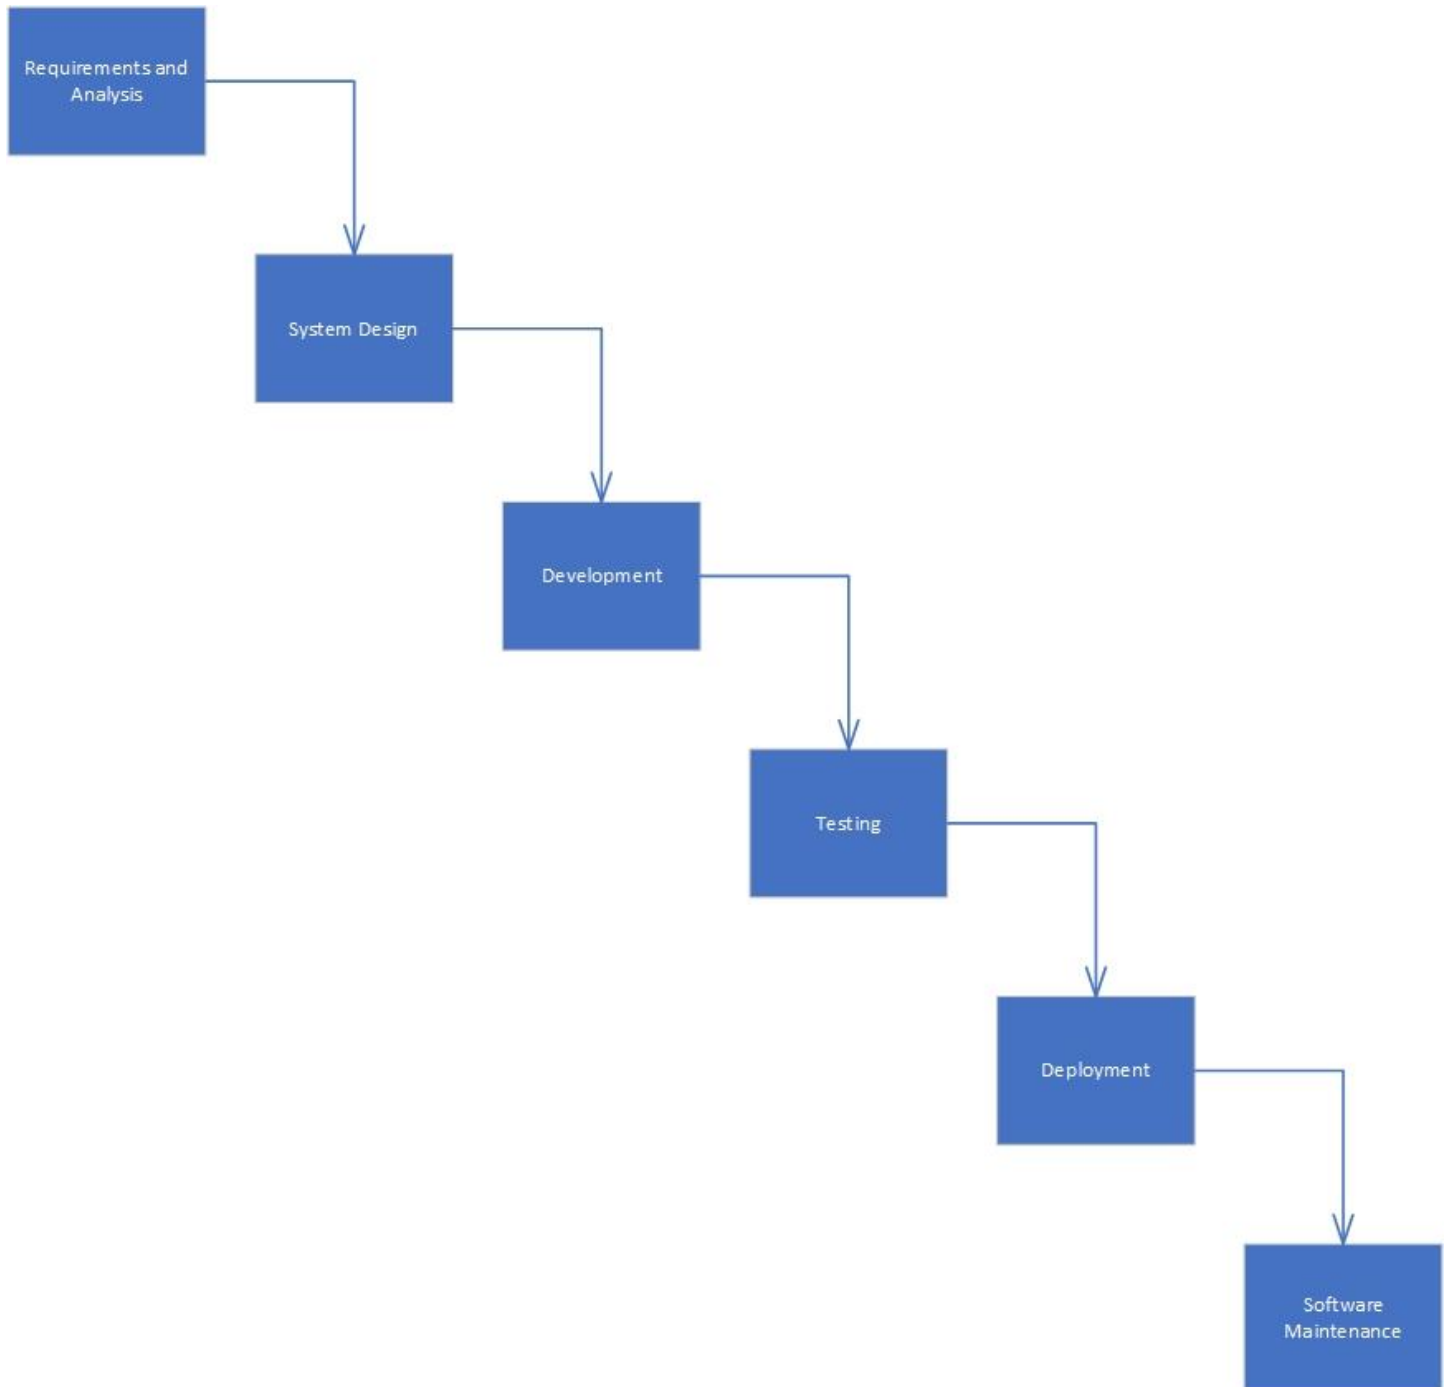 Requirements and
Analysis
System Design
Development
Testing
Deployment
Software
Maintenance